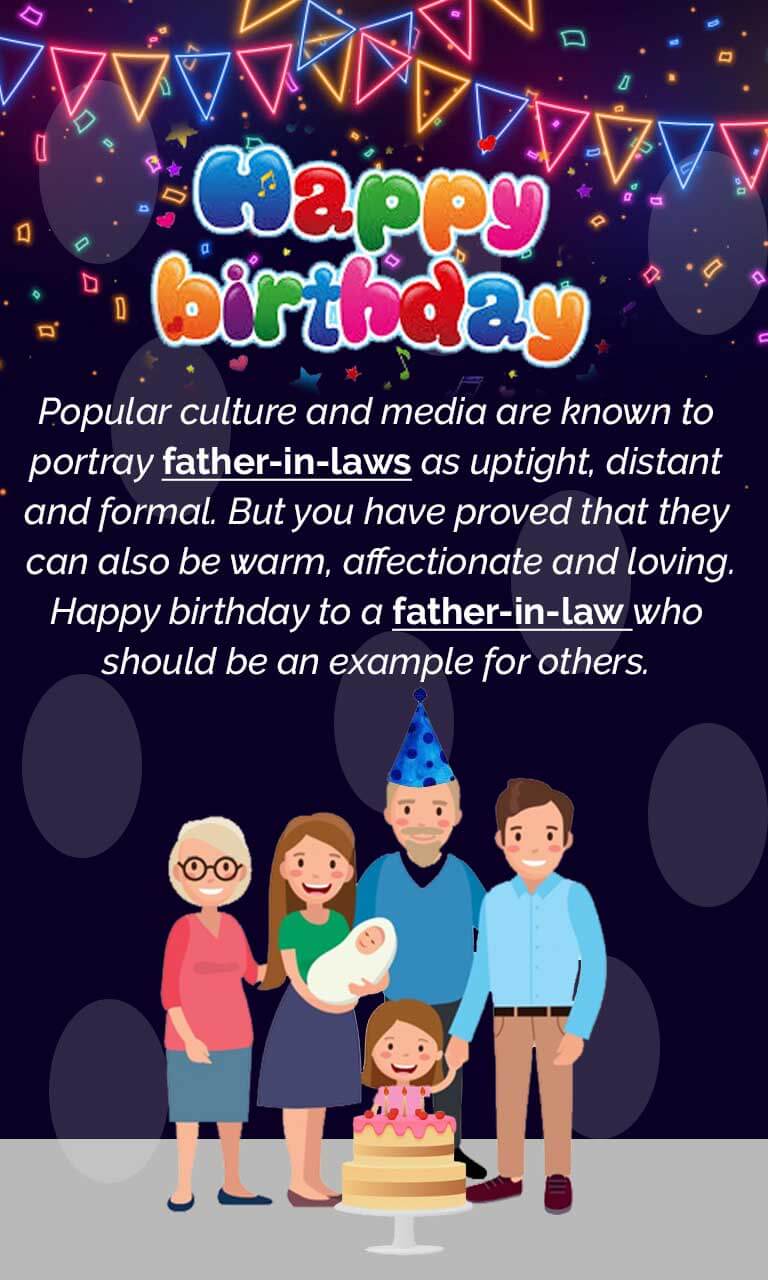 Happy
birthday
Popular culture and media are known to
portray father-in-laws as uptight, distant
and formal. But you have proved that they
can also be warm, affectionate and loving.
Happy birthday to a father-in-law who
should be an example for others.